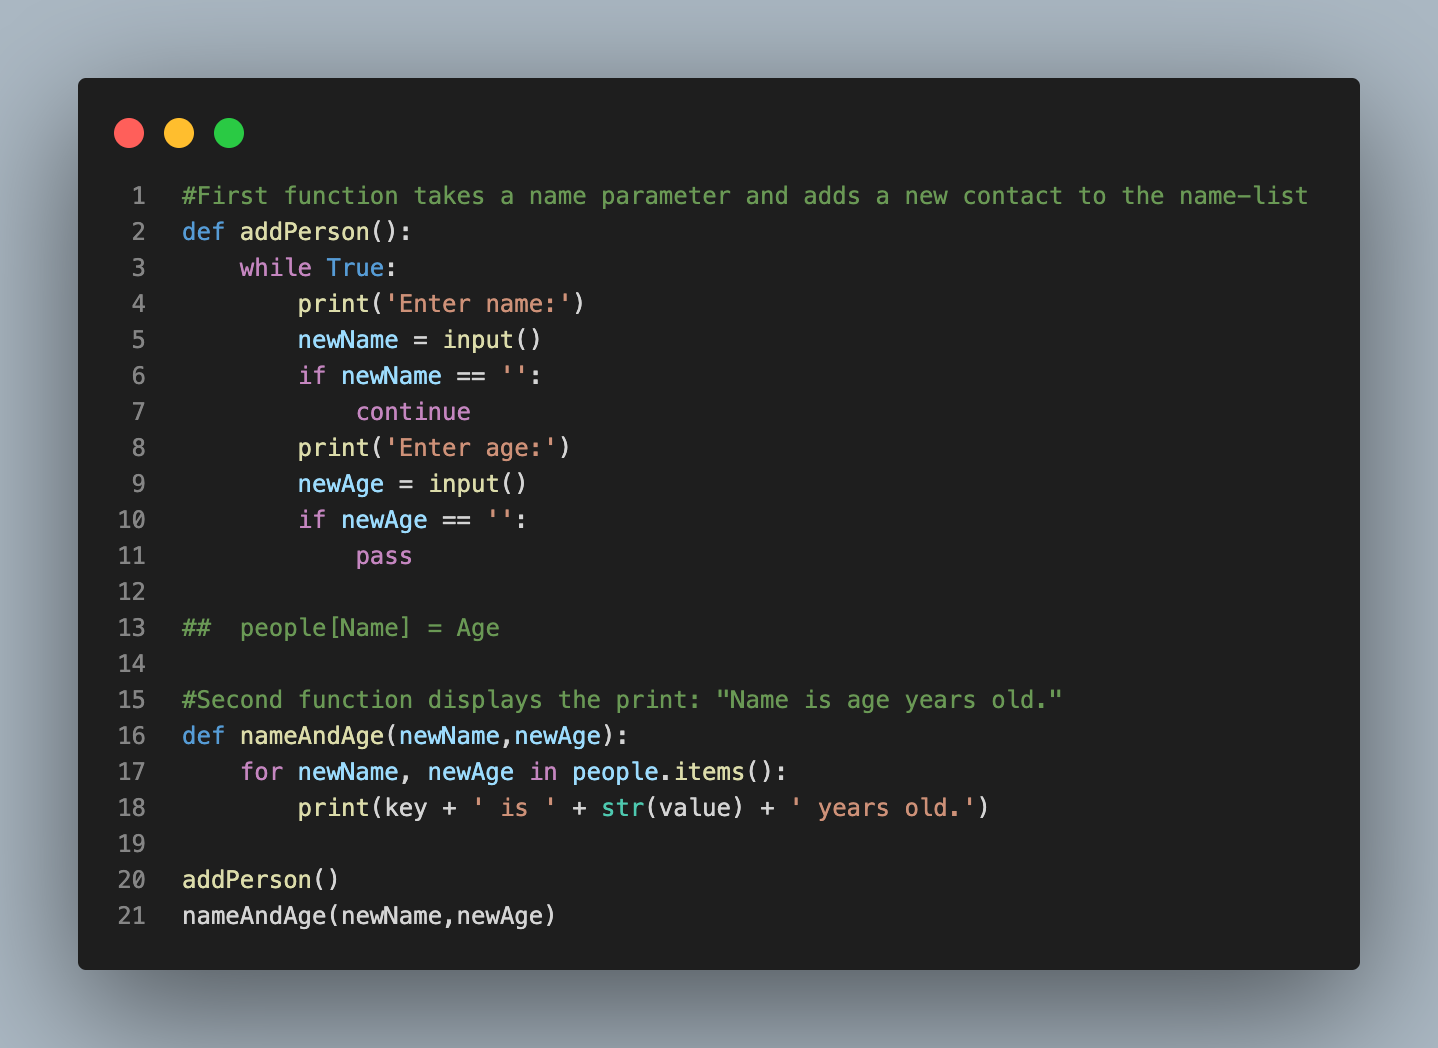 1 #First function takes a name parameter and adds a new contact to the name-list
2 def addPerson():
3     while True:
4         print('Enter name:')
5         newName = input()
6         if newName == '':
7             continue
8         print('Enter age:')
9         newAge = input()
10         if newAge == '':
11             pass
12
13 ##  people[Name] = Age
14
15 #Second function displays the print: "Name is age years old."
16 def nameAndAge(newName,newAge):
17     for newName, newAge in people.items():
18         print(key + ' is ' + str(value) + ' years old.')
19
20 addPerson()
21 nameAndAge(newName,newAge)